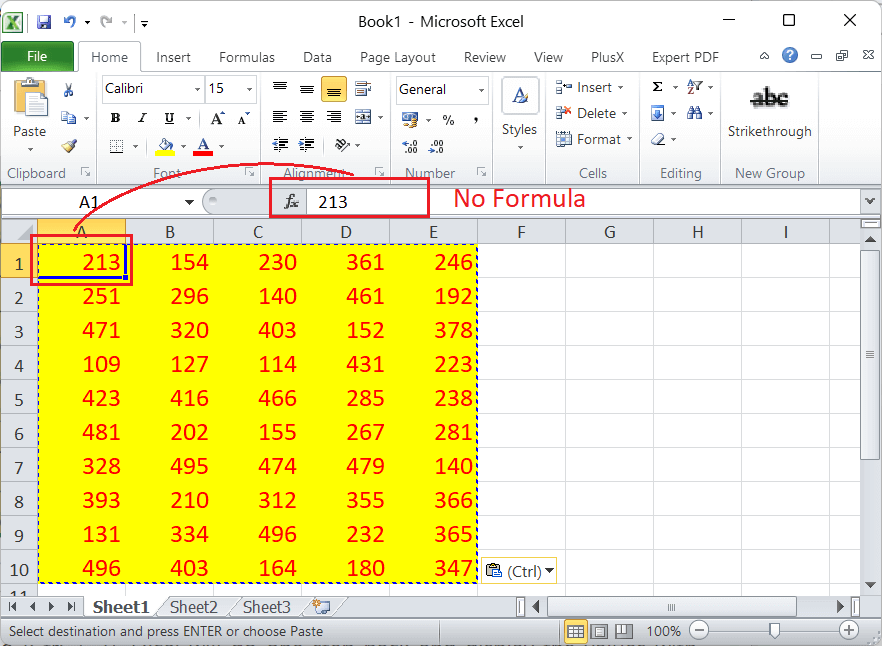 Book1 - Microsoft Excel
File Home Insert Formulas Data Page Layout Review View PlusX Expert PDF
Calibri 15 General Insert Σ abc
Paste B I U A A % , Styles Delete Strikethrough
A Format
Clipboard Font Alignment Number Cells Editing New Group
A1 fx 213 No Formula
A B C D E F G H I
1 213 154 230 361 246
2 251 296 140 461 192
3 471 320 403 152 378
4 109 127 114 431 223
5 423 416 466 285 238
6 481 202 155 267 281
7 328 495 474 479 140
8 393 210 312 355 366
9 131 334 496 232 365
10 496 403 164 180 347 (Ctrl)
11
Sheet1 Sheet2 Sheet3
Select destination and press ENTER or choose Paste 100%